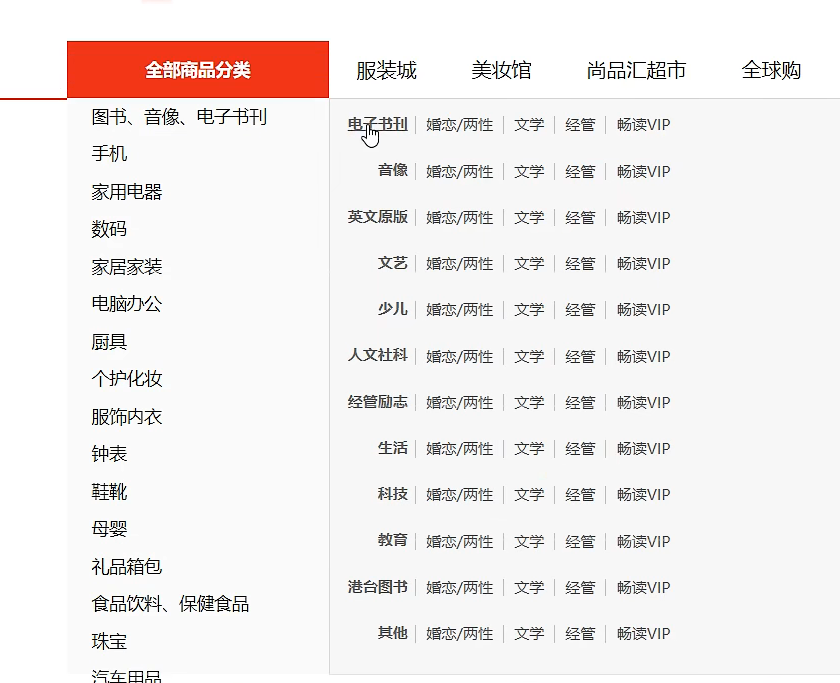 全部商品分类 服装城 美妆馆 尚品汇超市 全球购
图书、音像、电子书刊
手机
家用电器
数码
家居家装
电脑办公
厨具
个护化妆
服饰内衣
钟表
鞋靴
母婴
礼品箱包
食品饮料、保健食品
珠宝
汽车用品
电子书刊 婚恋/两性 文学 经管 畅读VIP
音像 婚恋/两性 文学 经管 畅读VIP
英文原版 婚恋/两性 文学 经管 畅读VIP
文艺 婚恋/两性 文学 经管 畅读VIP
少儿 婚恋/两性 文学 经管 畅读VIP
人文社科 婚恋/两性 文学 经管 畅读VIP
经管励志 婚恋/两性 文学 经管 畅读VIP
生活 婚恋/两性 文学 经管 畅读VIP
科技 婚恋/两性 文学 经管 畅读VIP
教育 婚恋/两性 文学 经管 畅读VIP
港台图书 婚恋/两性 文学 经管 畅读VIP
其他 婚恋/两性 文学 经管 畅读VIP